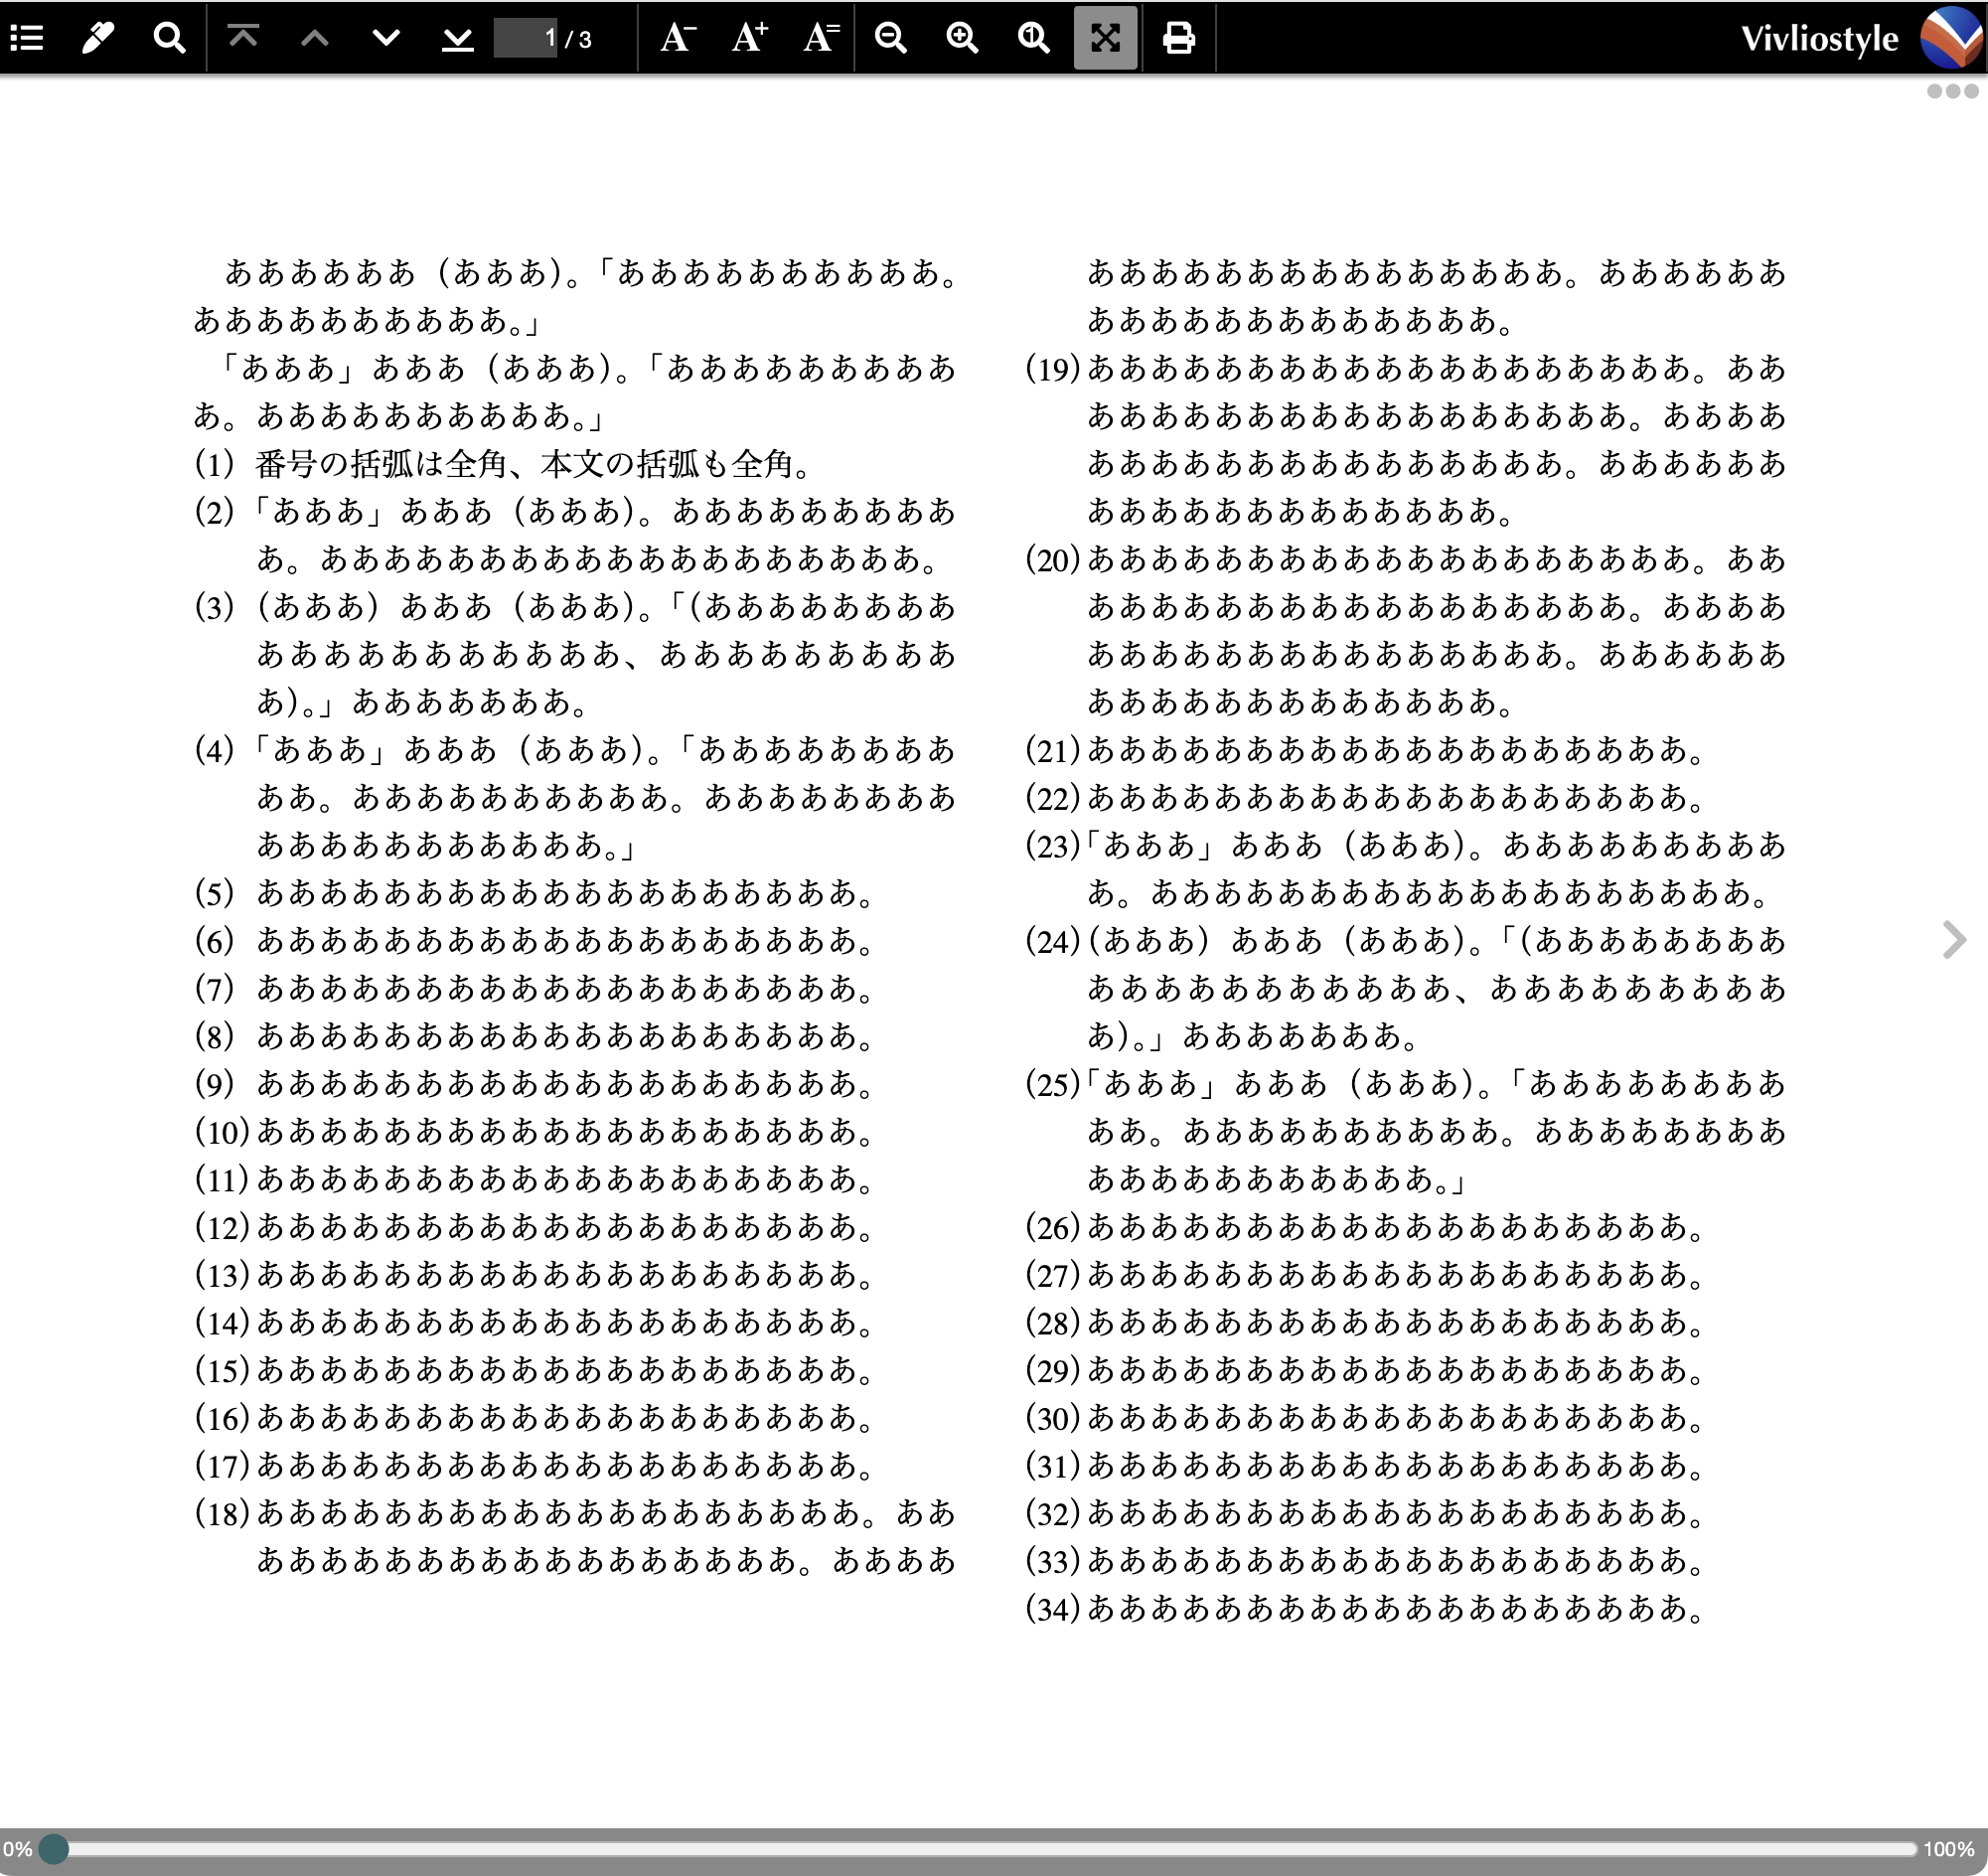 1 / 3 A− A+ A= 1 Vivliostyle
ああああああ（あああ）。「ああああああああああ。
ああああああああああ。」
「あああ」あああ（あああ）。「あああああああああ
あ。ああああああああああ。」
（1）番号の括弧は全角、本文の括弧も全角。
（2）「あああ」あああ（あああ）。あああああああああ
あ。あああああああああああああああああああ。
（3）（あああ）あああ（あああ）。「（ああああああああ
あああああああああああ、あああああああああ
あ）。」あああああああ。
（4）「あああ」あああ（あああ）。「ああああああああ
ああ。ああああああああああ。ああああああああ
あああああああああああ。」
（5）あああああああああああああああああああ。
（6）あああああああああああああああああああ。
（7）あああああああああああああああああああ。
（8）あああああああああああああああああああ。
（9）あああああああああああああああああああ。
（10）あああああああああああああああああああ。
（11）あああああああああああああああああああ。
（12）あああああああああああああああああああ。
（13）あああああああああああああああああああ。
（14）あああああああああああああああああああ。
（15）あああああああああああああああああああ。
（16）あああああああああああああああああああ。
（17）あああああああああああああああああああ。
（18）あああああああああああああああああああ。ああ
あああああああああああああああああ。ああああ
あああああああああああああああ。ああああああ
あああああああああああああ。
（19）あああああああああああああああああああ。ああ
あああああああああああああああああ。ああああ
あああああああああああああああ。ああああああ
あああああああああああああ。
（20）あああああああああああああああああああ。ああ
あああああああああああああああああ。ああああ
あああああああああああああああ。ああああああ
あああああああああああああ。
（21）あああああああああああああああああああ。
（22）あああああああああああああああああああ。
（23）「あああ」あああ（あああ）。あああああああああ
あ。あああああああああああああああああああ。
（24）（あああ）あああ（あああ）。「（ああああああああ
あああああああああああ、あああああああああ
あ）。」あああああああ。
（25）「あああ」あああ（あああ）。「ああああああああ
ああ。ああああああああああ。ああああああああ
あああああああああああ。」
（26）あああああああああああああああああああ。
（27）あああああああああああああああああああ。
（28）あああああああああああああああああああ。
（29）あああああああああああああああああああ。
（30）あああああああああああああああああああ。
（31）あああああああああああああああああああ。
（32）あああああああああああああああああああ。
（33）あああああああああああああああああああ。
（34）あああああああああああああああああああ。
0% 100%